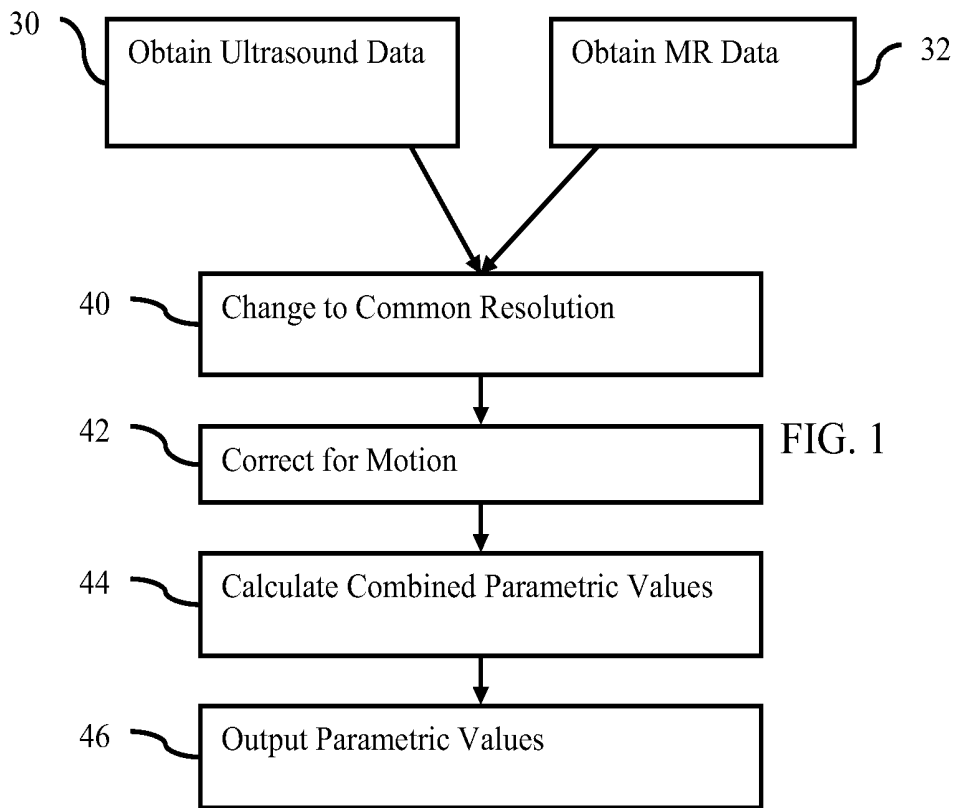 30
Obtain Ultrasound Data
Obtain MR Data
32
40
Change to Common Resolution
42
Correct for Motion
FIG. 1
44
Calculate Combined Parametric Values
46
Output Parametric Values